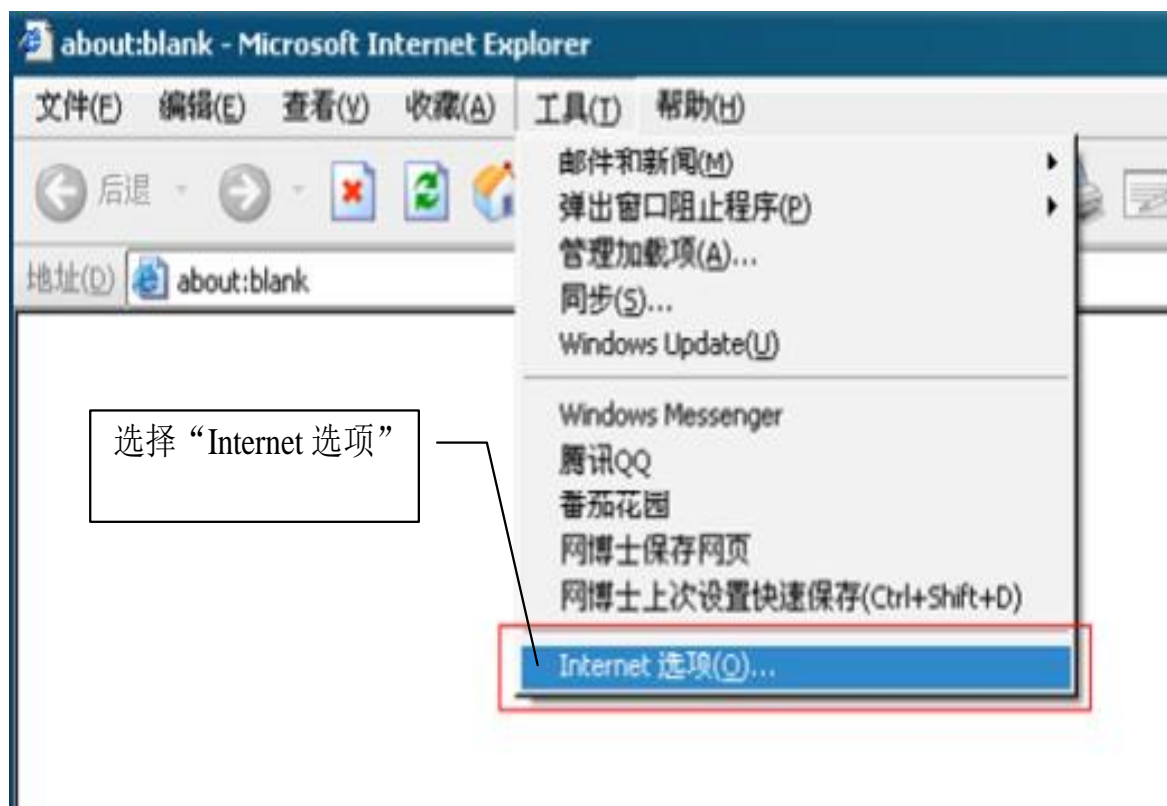 about:blank - Microsoft Internet Explorer
文件(F) 编辑(E) 查看(V) 收藏(A) 工具(T) 帮助(H)
后退
地址(D) about:blank
邮件和新闻(M)
弹出窗口阻止程序(P)
管理加载项(A)...
同步(S)...
Windows Update(U)
Windows Messenger
腾讯QQ
番茄花园
网博士保存网页
网博士上次设置快速保存(Ctrl+Shift+D)
Internet 选项(O)...
选择“Internet 选项”